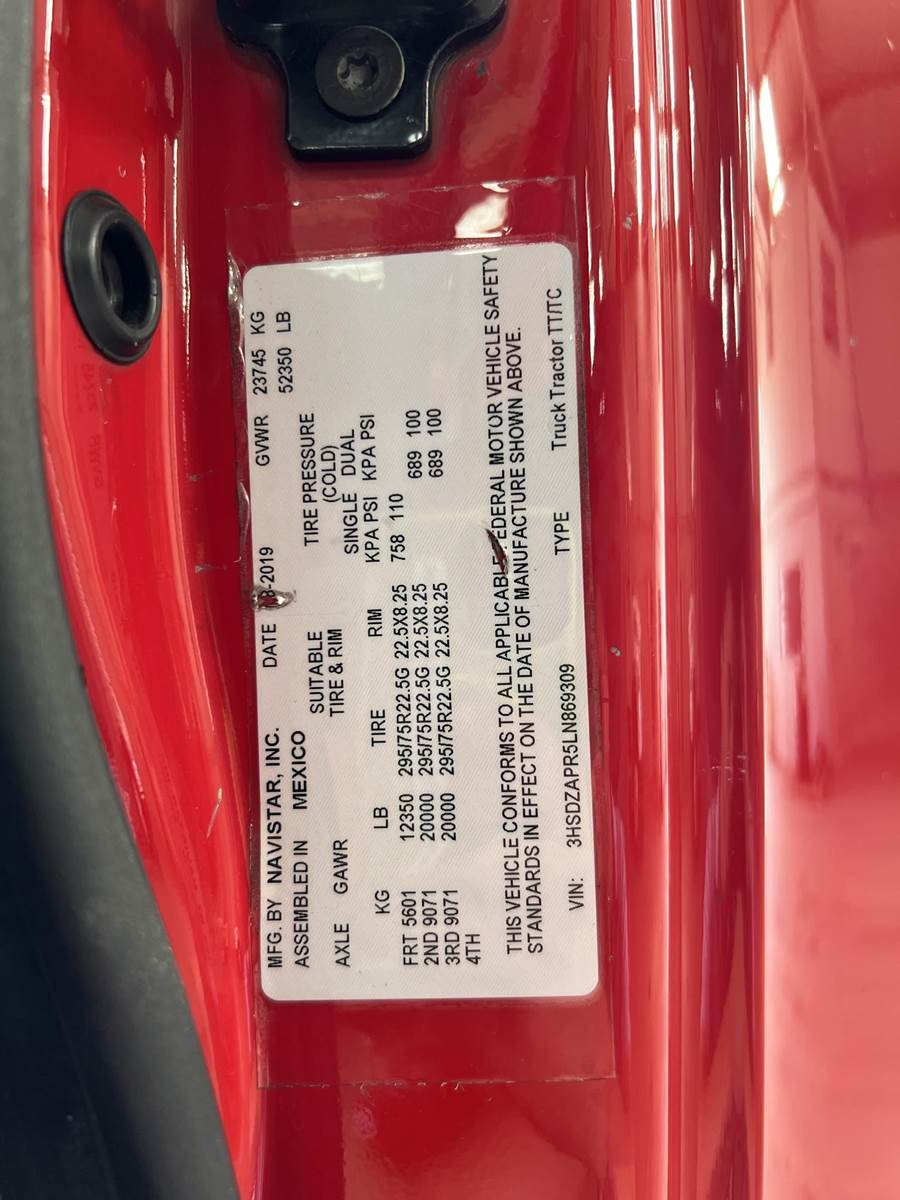 MFG. BY NAVISTAR, INC. DATE GVWR 23745 KG
ASSEMBLED IN MEXICO 52350 LB
SUITABLE TIRE PRESSURE
AXLE GAWR TIRE & RIM (COLD)
SINGLE DUAL
KG LB TIRE RIM KPA PSI KPA PSI
FRT 5601 12350 295/75R22.5G 22.5X8.25 758 110
2ND 9071 20000 295/75R22.5G 22.5X8.25 689 100
3RD 9071 20000 295/75R22.5G 22.5X8.25 689 100
4TH
THIS VEHICLE CONFORMS TO ALL APPLICABLE FEDERAL MOTOR VEHICLE SAFETY
STANDARDS IN EFFECT ON THE DATE OF MANUFACTURE SHOWN ABOVE.
VIN: 3HSDZAPR5LN869309 TYPE Truck Tractor TT/TC